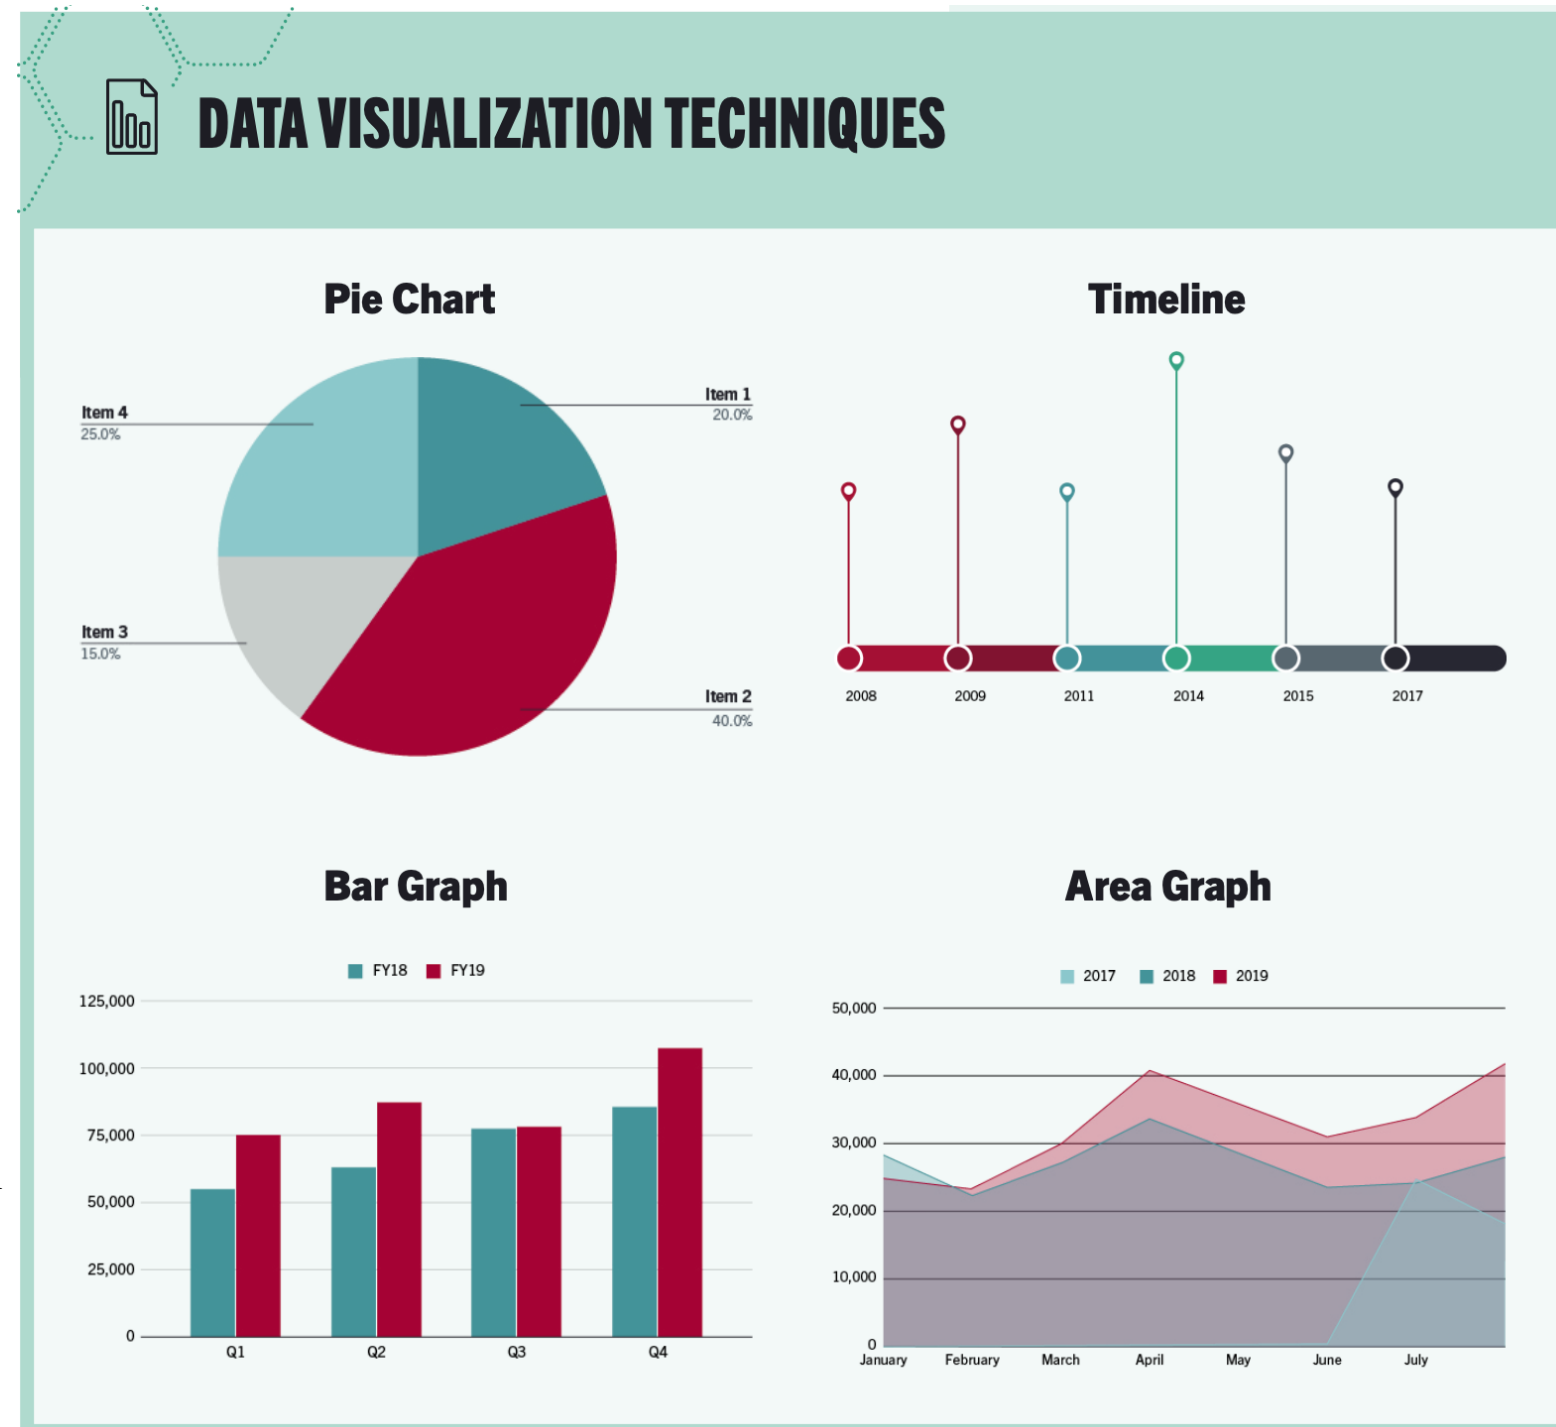 DATA VISUALIZATION TECHNIQUES
Pie Chart
Item 1
20.0%
Item 4
25.0%
Item 3
15.0%
Item 2
40.0%
Timeline
2008 2009 2011 2014 2015 2017
Bar Graph
FY18 FY19
125,000
100,000
75,000
50,000
25,000
0
Q1 Q2 Q3 Q4
Area Graph
2017 2018 2019
50,000
40,000
30,000
20,000
10,000
0
January February March April May June July